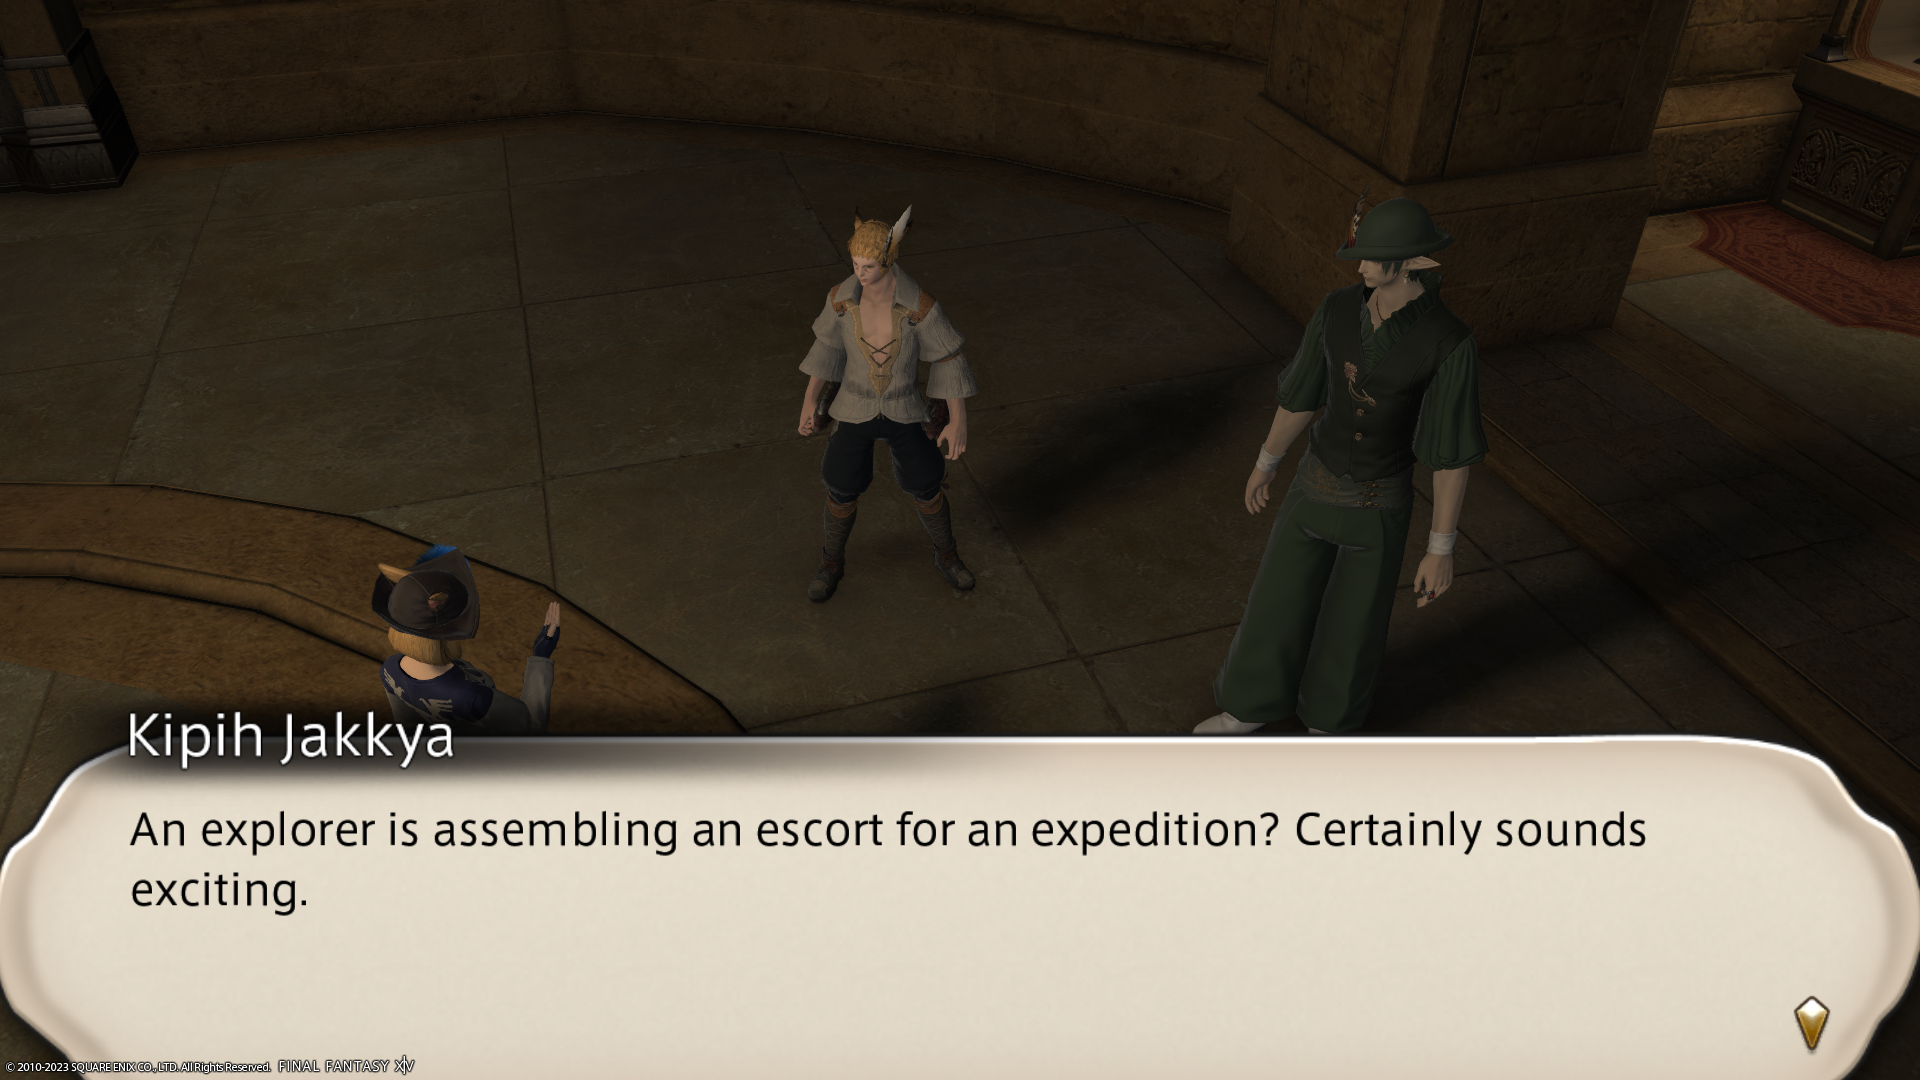 Kipih Jakkya
An explorer is assembling an escort for an expedition? Certainly sounds
exciting.
© 2010-2023 SQUARE ENIX CO., LTD. All Rights Reserved. FINAL FANTASY XIV